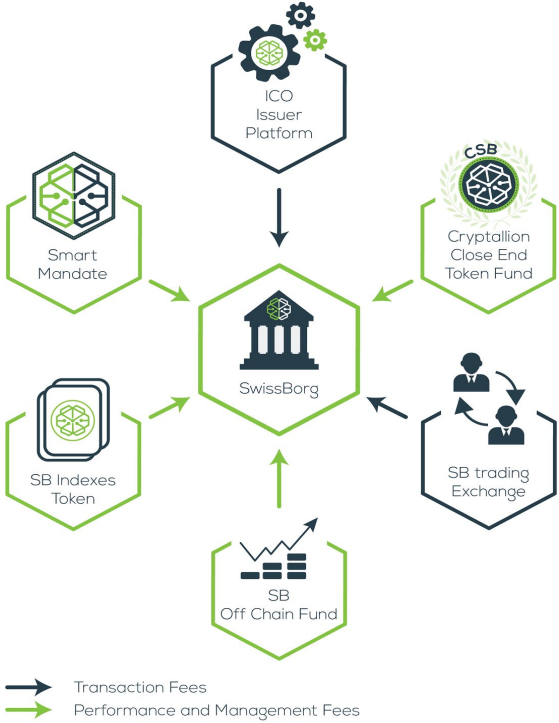 ICO
Issuer
Platform
CSB
Cryptallion
Close End
Token Fund
Smart
Mandate
SwissBorg
SB Indexes
Token
SB trading
Exchange
SB
Off Chain Fund
Transaction Fees
Performance and Management Fees